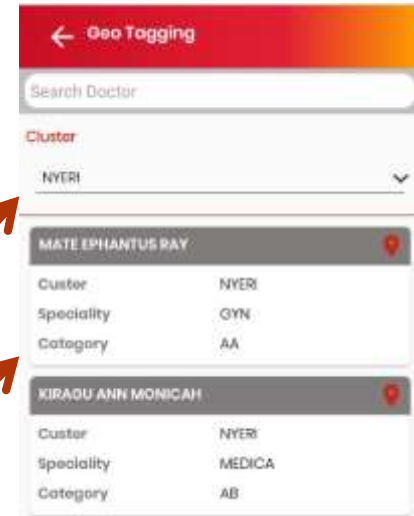 Geo Tagging
Search Doctor
Cluster
NYERI
MATE EPHANTUS RAY
Custer NYERI
Speciality GYN
Category AA
KIRAGU ANN MONICAH
Custer NYERI
Speciality MEDICA
Category AB